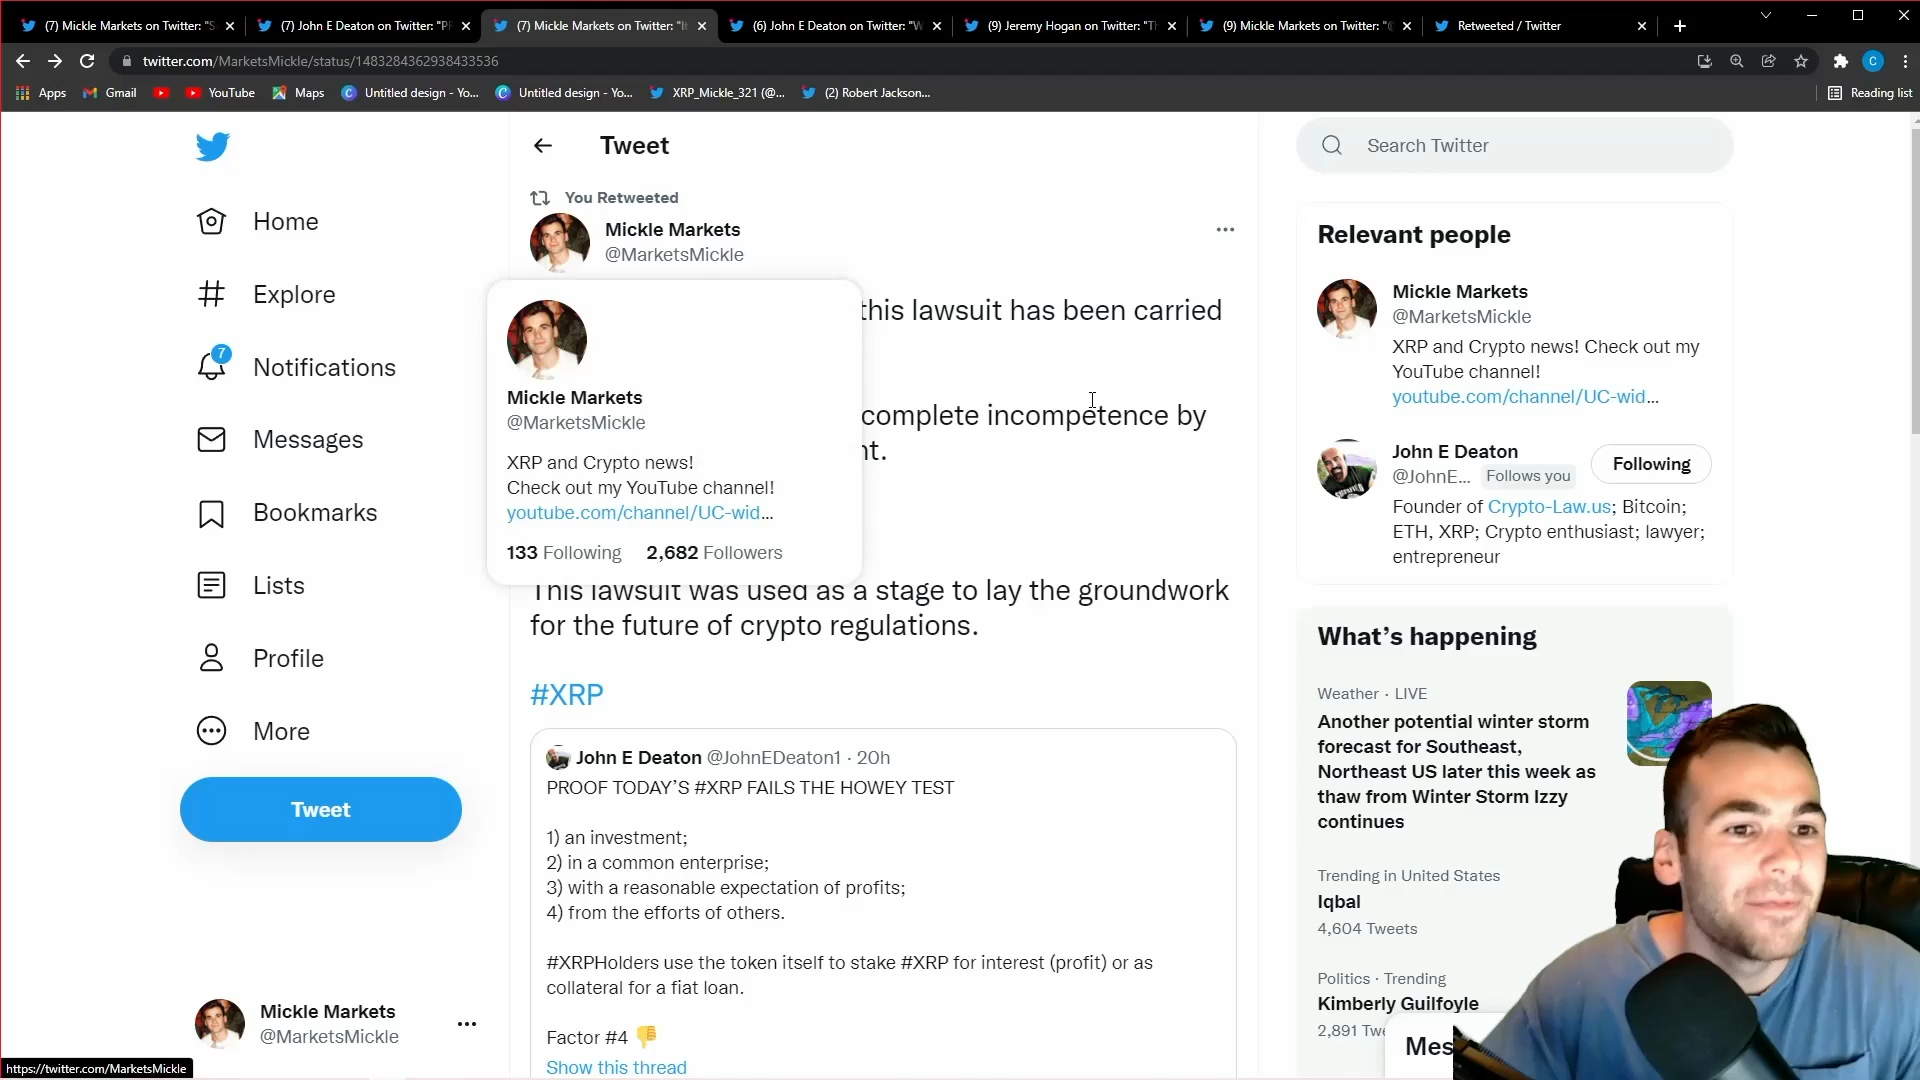 (7) Mickle Markets on Twitter: "S
(7) John E Deaton on Twitter: "PR
(7) Mickle Markets on Twitter: "It
(6) John E Deaton on Twitter: "W
(9) Jeremy Hogan on Twitter: "Th
(9) Mickle Markets on Twitter: "@
Retweeted / Twitter
twitter.com/MarketsMickle/status/1483284362938433536
C
Apps
Gmail
YouTube
Maps
Untitled design - Yo...
Untitled design - Yo...
XRP_Mickle_321 (@...
(2) Robert Jackson...
Reading list
Home
Explore
7
Notifications
Messages
Bookmarks
Lists
Profile
More
Tweet
Mickle Markets
@MarketsMickle
https://twitter.com/MarketsMickle
Tweet
You Retweeted
Mickle Markets
@MarketsMickle
this lawsuit has been carried
complete incompetence by
nt.
Mickle Markets
@MarketsMickle
XRP and Crypto news!
Check out my YouTube channel!
youtube.com/channel/UC-wid...
133 Following 2,682 Followers
This lawsuit was used as a stage to lay the groundwork
for the future of crypto regulations.
#XRP
John E Deaton @JohnEDeaton1 · 20h
PROOF TODAY'S #XRP FAILS THE HOWEY TEST
1) an investment;
2) in a common enterprise;
3) with a reasonable expectation of profits;
4) from the efforts of others.
#XRPHolders use the token itself to stake #XRP for interest (profit) or as
collateral for a fiat loan.
Factor #4 👎
Show this thread
Search Twitter
Relevant people
Mickle Markets
@MarketsMickle
XRP and Crypto news! Check out my
YouTube channel!
youtube.com/channel/UC-wid...
John E Deaton
@JohnE... Follows you
Following
Founder of Crypto-Law.us; Bitcoin;
ETH, XRP; Crypto enthusiast; lawyer;
entrepreneur
What's happening
Weather · LIVE
Another potential winter storm
forecast for Southeast,
Northeast US later this week as
thaw from Winter Storm Izzy
continues
Trending in United States
Iqbal
4,604 Tweets
Politics · Trending
Kimberly Guilfoyle
2,891 Twe
Mes